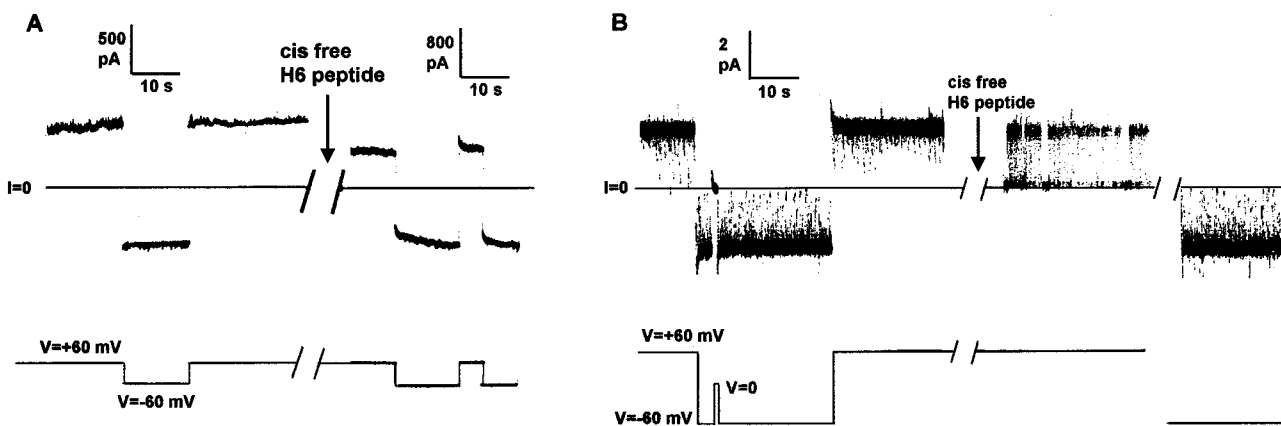 A
500
pA
10 s
cis free
H6 peptide
800
pA
10 s
I=0
V=+60 mV
V=-60 mV
B
2
pA
10 s
cis free
H6 peptide
I=0
V=+60 mV
V=0
V=-60 mV